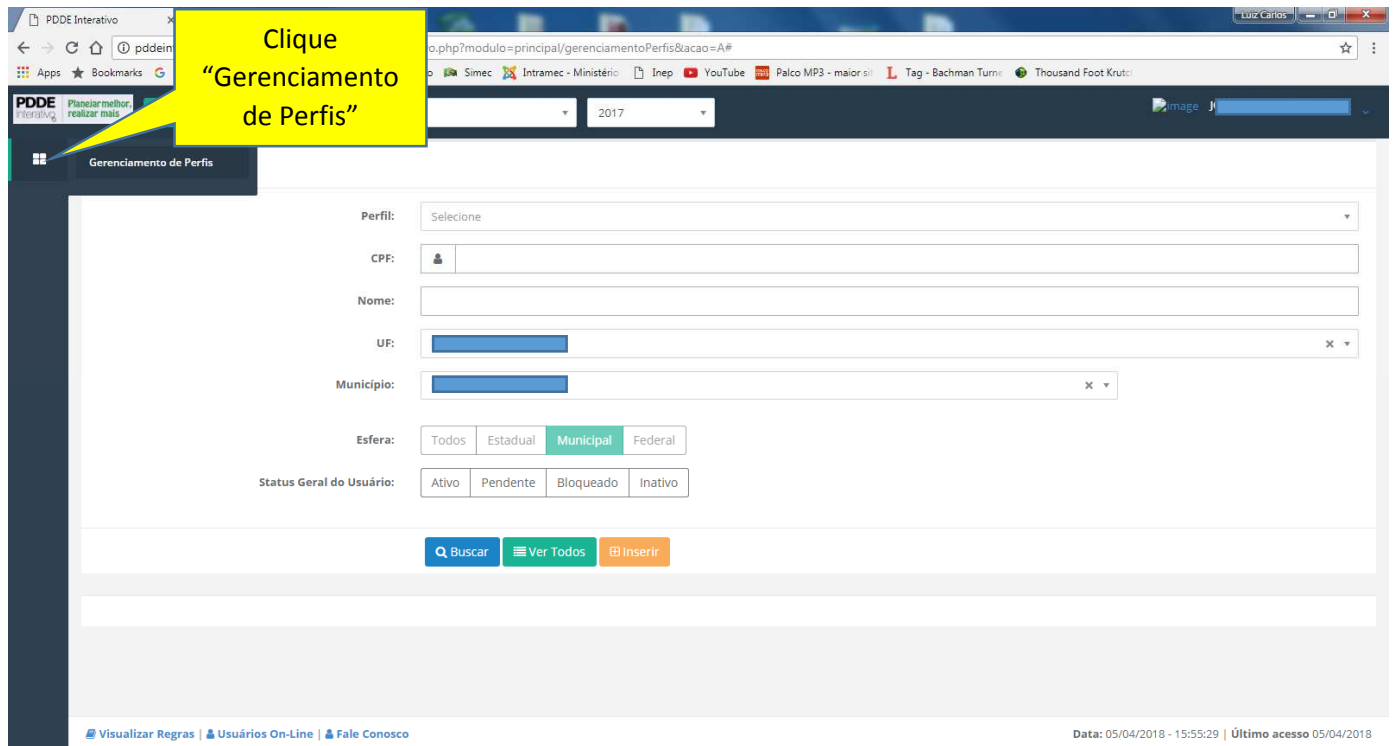 PDDE Interativo
Luiz Carlos
Clique
“Gerenciamento
de Perfis”
pddein
o.php?modulo=principal/gerenciamentoPerfis&acao=A#
Apps Bookmarks G Simec Intramec - Ministério Inep YouTube Palco MP3 - maior si Tag - Bachman Turne Thousand Foot Krutc
PDDE Interativo Planejar melhor, realizar mais
2017
image J
Gerenciamento de Perfis
Perfil: Selecione
CPF:
Nome:
UF:
Município:
Esfera: Todos Estadual Municipal Federal
Status Geral do Usuário: Ativo Pendente Bloqueado Inativo
Buscar Ver Todos Inserir
Visualizar Regras | Usuários On-Line | Fale Conosco
Data: 05/04/2018 - 15:55:29 | Último acesso 05/04/2018